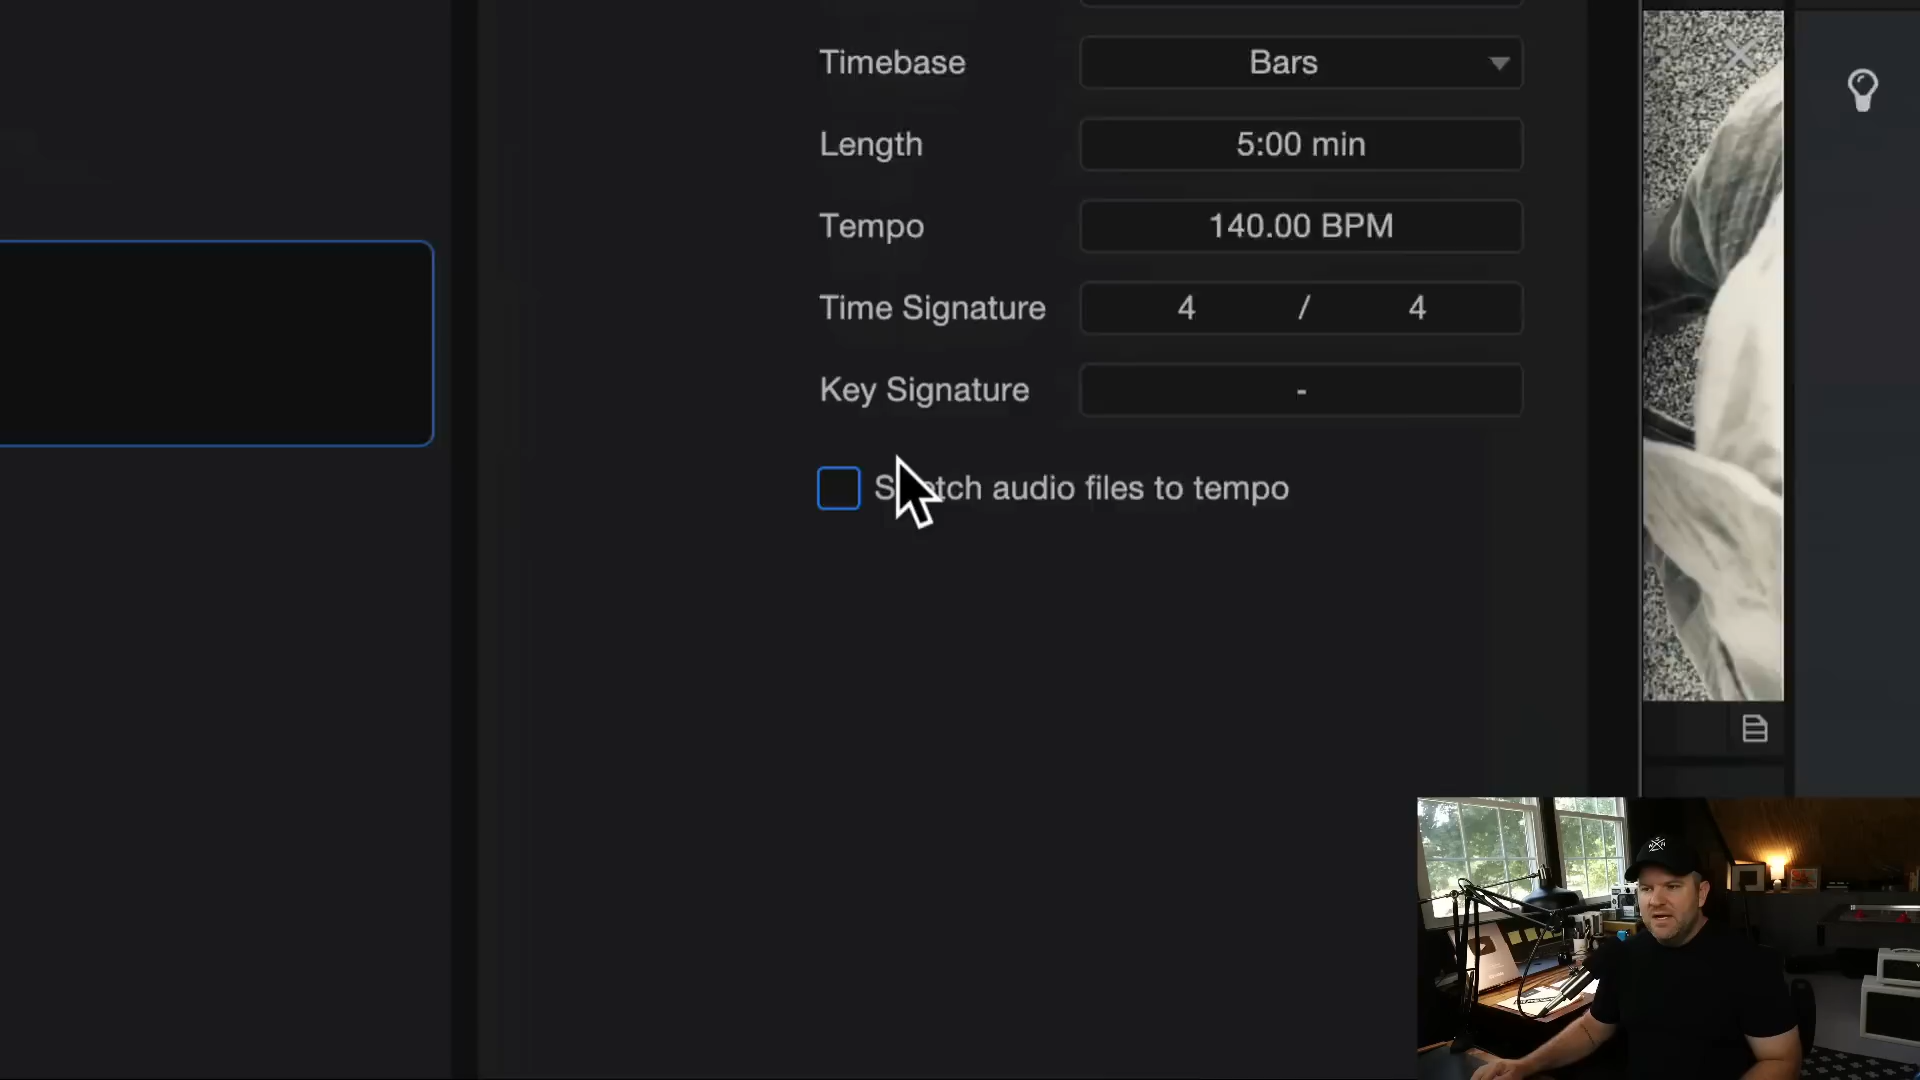 Timebase Bars
Length 5:00 min
Tempo 140.00 BPM
Time Signature 4 / 4
Key Signature -
Stretch audio files to tempo